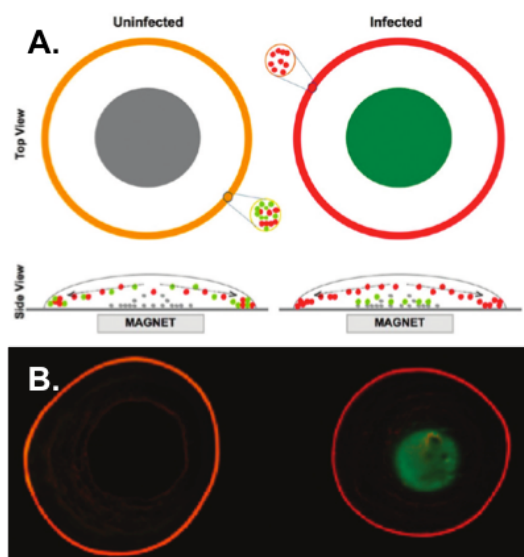 A.
Uninfected
Infected
Top View
Side View
MAGNET
MAGNET
B.